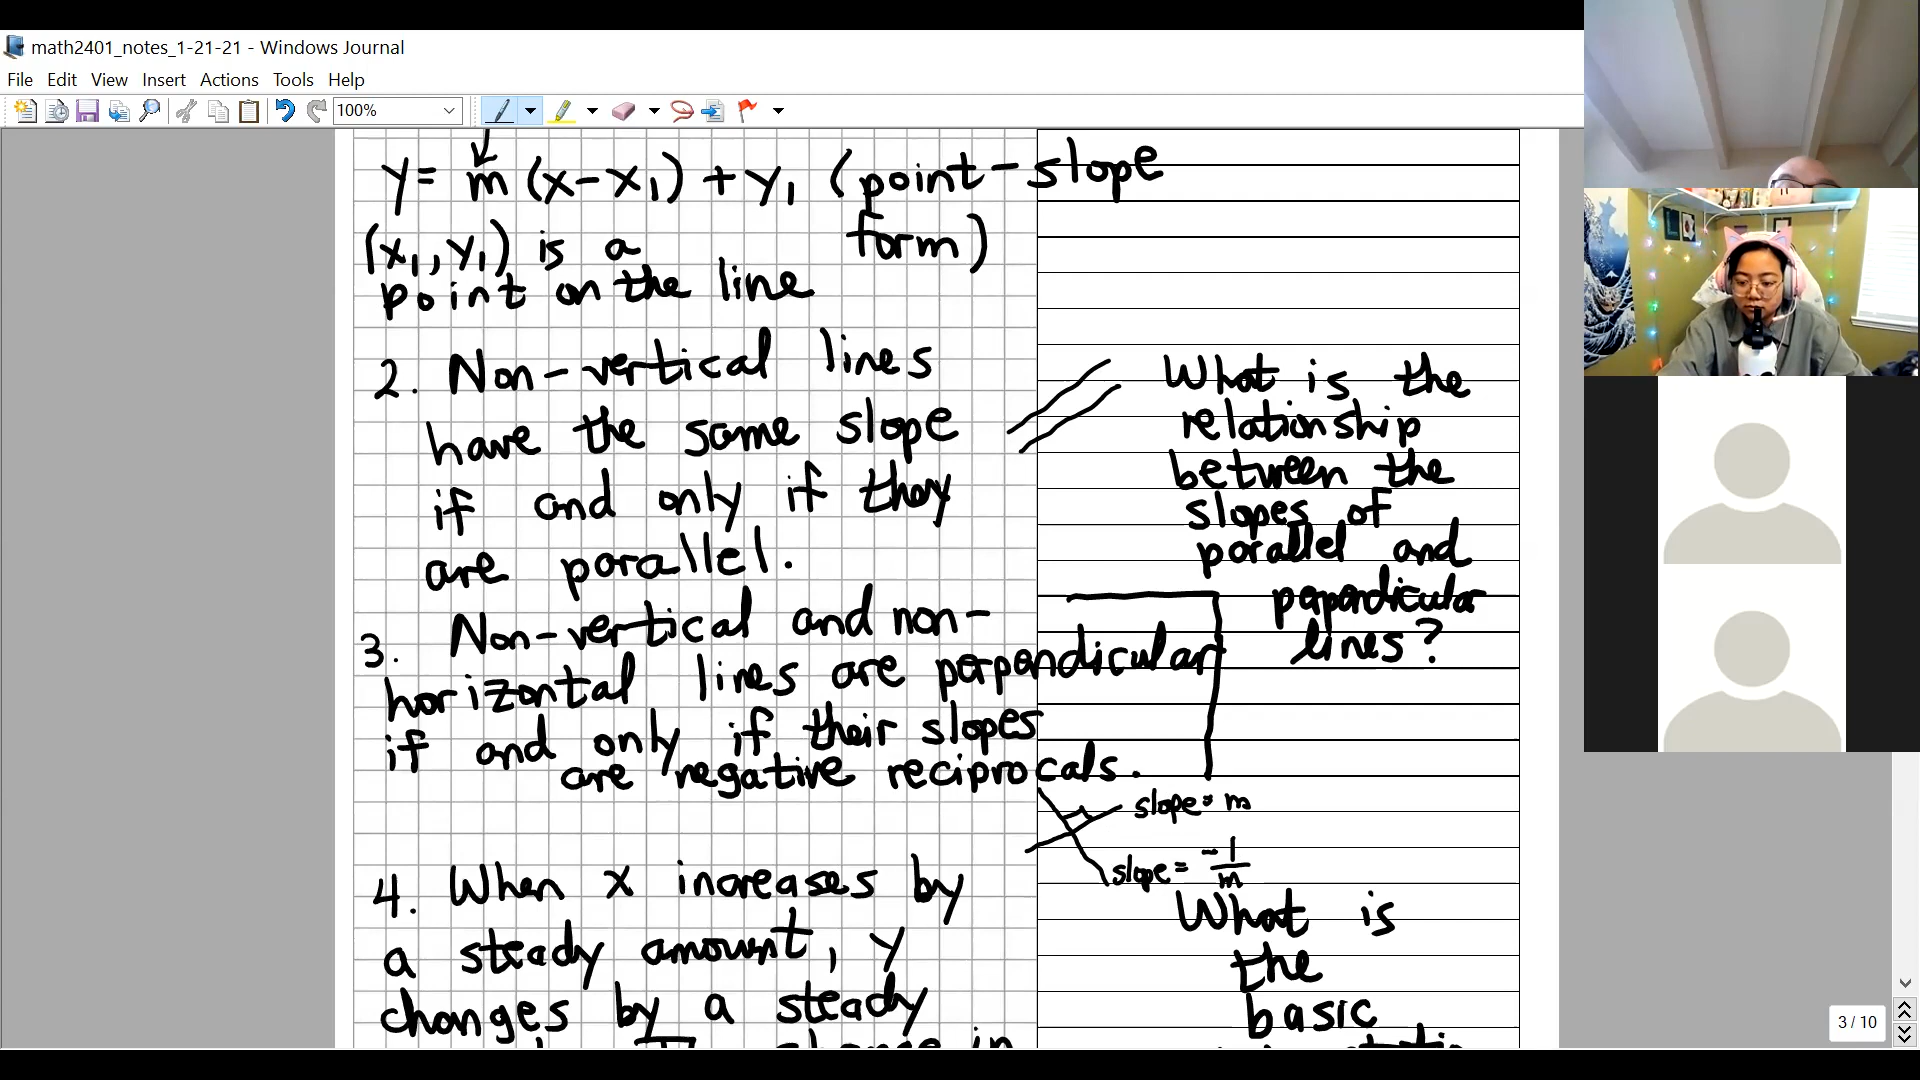 math2401_notes_1-21-21 - Windows Journal
File Edit View Insert Actions Tools Help
100%
y = m (x-x₁) + y₁ (point-slope
form)
(x₁, y₁) is a
point on the line
2. Non-vertical lines
have the same slope
if and only if they
are parallel.
What is the
relationship
between the
slopes of
parallel and
perpendicular
lines?
3. Non-vertical and non-
horizontal lines are perpendicular
if and only if their slopes
are negative reciprocals.
slope = m
slope = -1/m
4. When x increases by
a steady amount, y
changes by a steady
change in
What is
the
basic
3 / 10